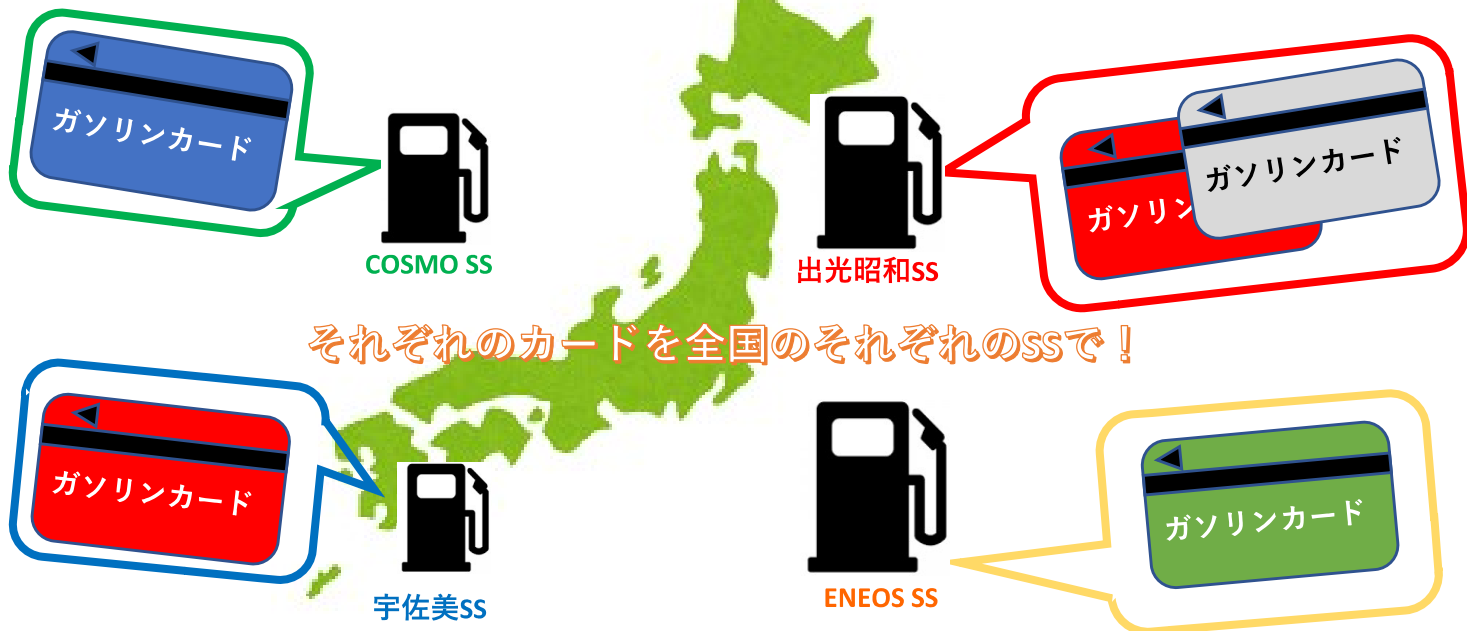 ガソリンカード
COSMO SS
ガソリン
ガソリンカード
出光昭和SS
それぞれのカードを全国のそれぞれのSSで！
ガソリンカード
宇佐美SS
ガソリンカード
ENEOS SS